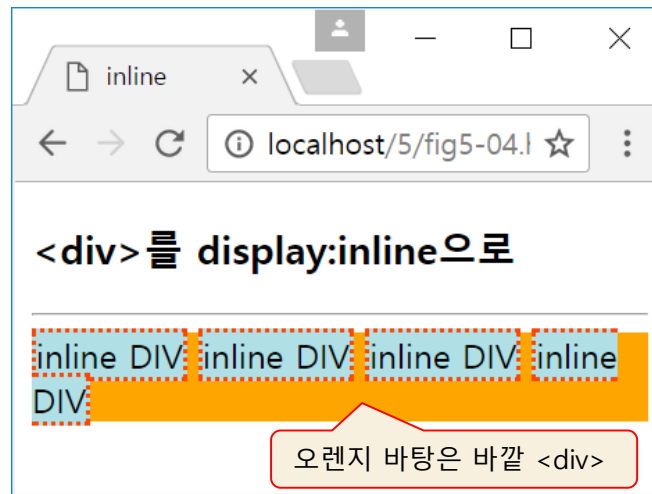 inline
localhost/5/fig5-04.h
<div>를 display:inline으로
inline DIV inline DIV inline DIV inline
DIV
오렌지 바탕은 바깥 <div>